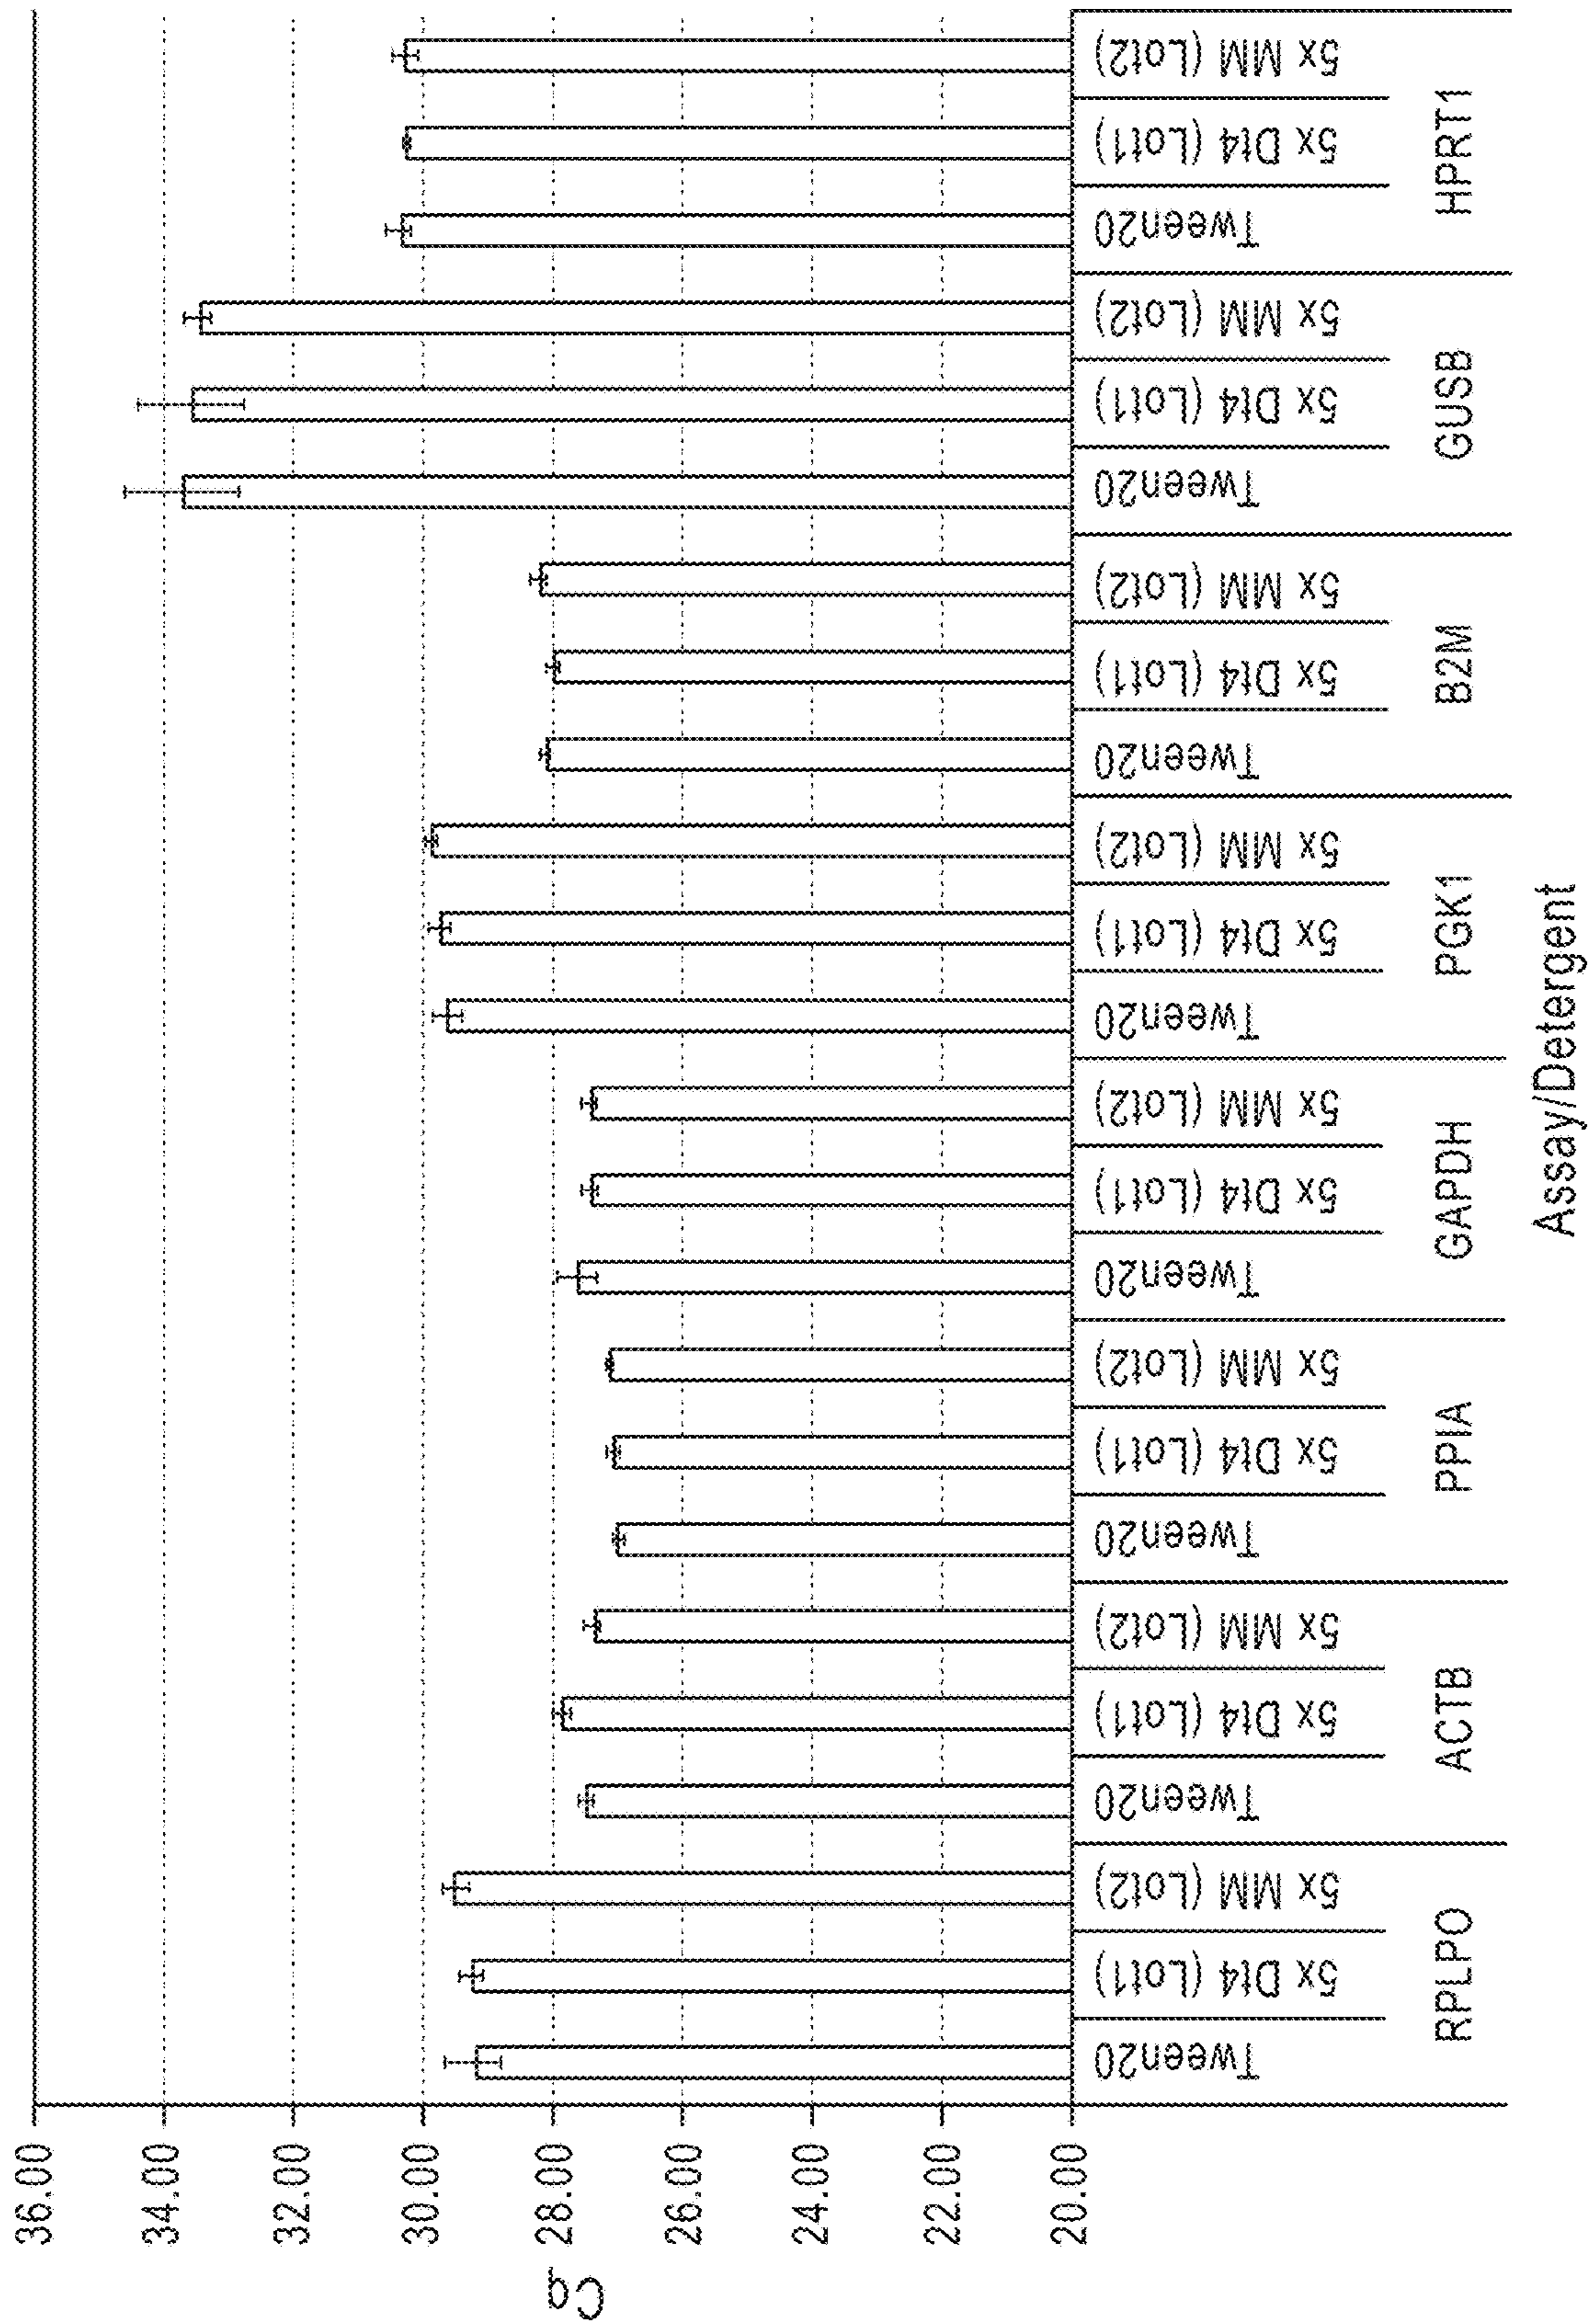 Cq
36.00
34.00
32.00
30.00
28.00
26.00
24.00
22.00
20.00
Tween20
5x Dt4 (Lot1)
5x MM (Lot2)
RPLPO
Tween20
5x Dt4 (Lot1)
5x MM (Lot2)
ACTB
Tween20
5x Dt4 (Lot1)
5x MM (Lot2)
PPIA
Tween20
5x Dt4 (Lot1)
5x MM (Lot2)
GAPDH
Tween20
5x Dt4 (Lot1)
5x MM (Lot2)
PGK1
Tween20
5x Dt4 (Lot1)
5x MM (Lot2)
B2M
Tween20
5x Dt4 (Lot1)
5x MM (Lot2)
GUSB
Tween20
5x Dt4 (Lot1)
5x MM (Lot2)
HPRT1
Assay/Detergent